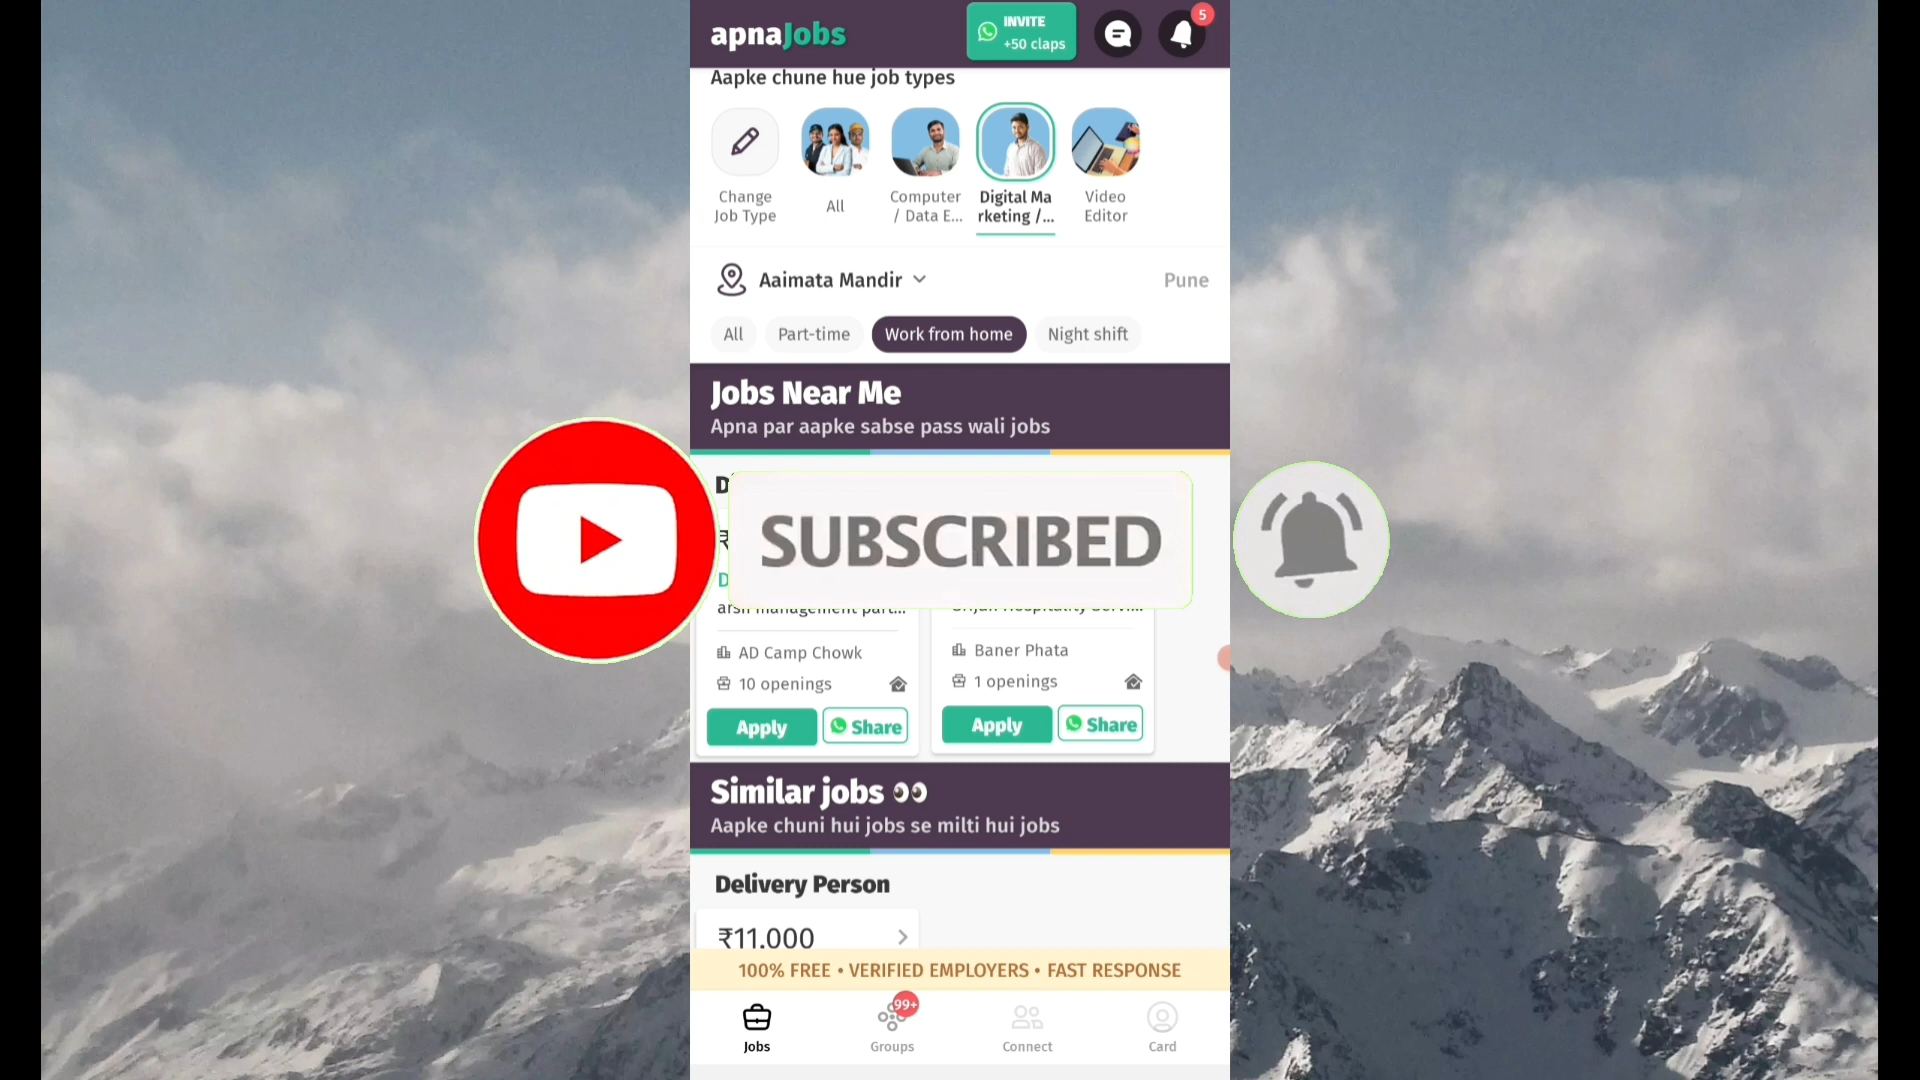 apnaJobs
INVITE
+50 claps
5
Aapke chune hue job types
Change
Job Type
All
Computer
/ Data E...
Digital Ma
rketing /...
Video
Editor
Aaimata Mandir
Pune
All
Part-time
Work from home
Night shift
Jobs Near Me
Apna par aapke sabse pass wali jobs
SUBSCRIBED
AD Camp Chowk
10 openings
Apply
Share
Baner Phata
1 openings
Apply
Share
Similar jobs 👀
Aapke chuni hui jobs se milti hui jobs
Delivery Person
₹11,000
100% FREE • VERIFIED EMPLOYERS • FAST RESPONSE
Jobs
99+
Groups
Connect
Card